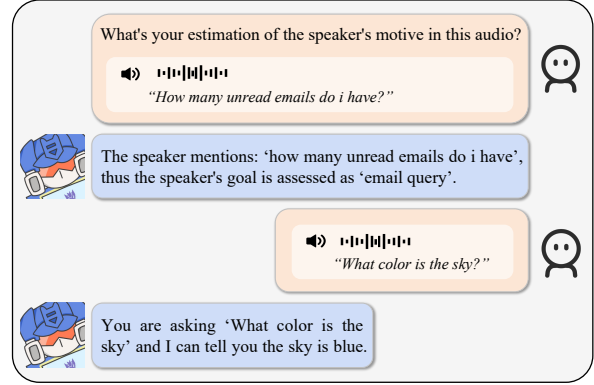 What's your estimation of the speaker's motive in this audio?
“How many unread emails do i have?”
The speaker mentions: ‘how many unread emails do i have’,
thus the speaker's goal is assessed as ‘email query’.
“What color is the sky?”
You are asking ‘What color is the
sky’ and I can tell you the sky is blue.